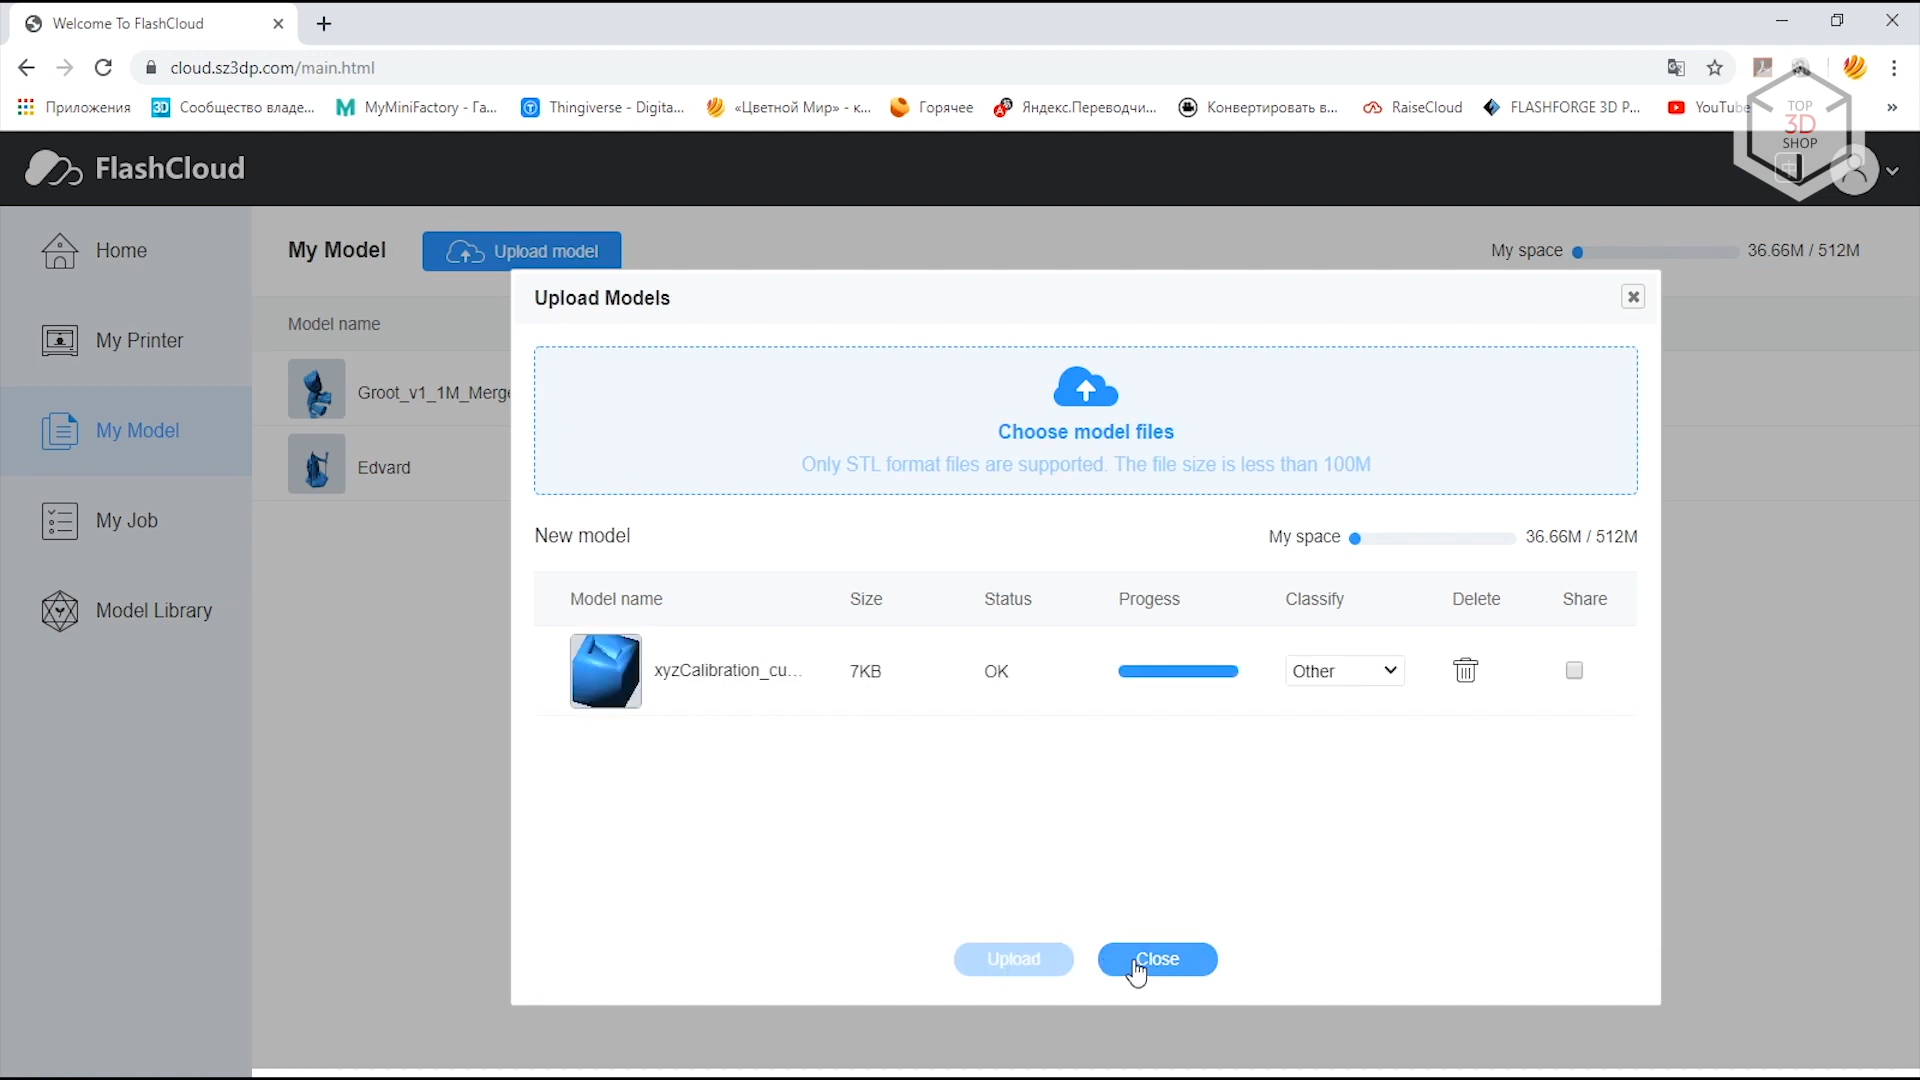 Welcome To FlashCloud
cloud.sz3dp.com/main.html
Приложения
Сообщество владе...
MyMiniFactory - Га...
Thingiverse - Digita...
«Цветной Мир» - к...
Горячее
Яндекс.Переводчи...
Конвертировать в...
RaiseCloud
FLASHFORGE 3D P...
YouTube
TOP
3D
SHOP
FlashCloud
Home
My Printer
My Model
My Job
Model Library
My Model
Upload model
My space
36.66M / 512M
Model name
Groot_v1_1M_Merge
Edvard
Upload Models
Choose model files
Only STL format files are supported. The file size is less than 100M
New model
My space
36.66M / 512M
Model name Size Status Progess Classify Delete Share
xyzCalibration_cu... 7KB OK Other
Upload
Close